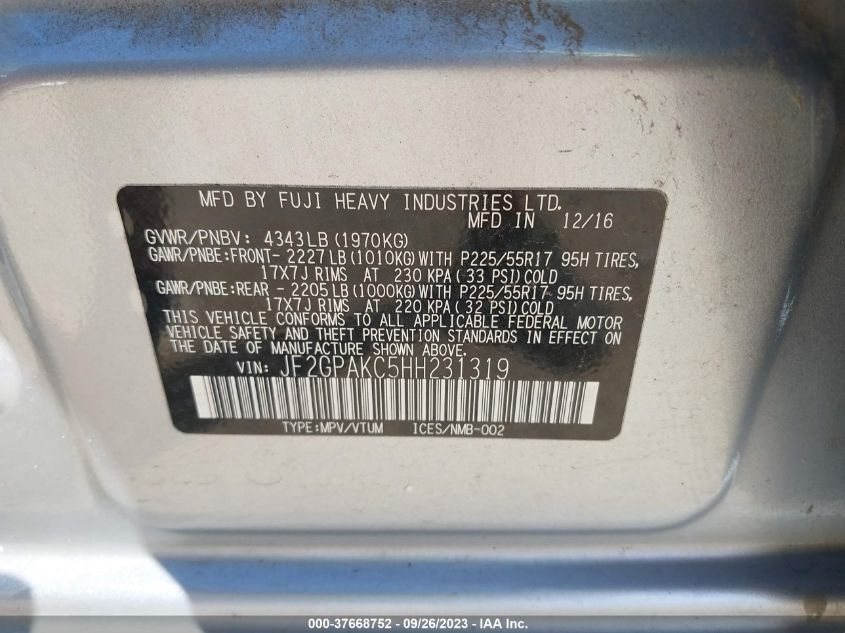 MFD BY FUJI HEAVY INDUSTRIES LTD.
MFD IN 12/16
GVWR/PNBV: 4343LB(1970KG)
GAWR/PNBE:FRONT- 2227LB(1010KG)WITH P225/55R17 95H TIRES,
17X7J RIMS AT 230 KPA(33 PSI)COLD
GAWR/PNBE:REAR - 2205LB(1000KG)WITH P225/55R17 95H TIRES,
17X7J RIMS AT 220 KPA(32 PSI)COLD
THIS VEHICLE CONFORMS TO ALL APPLICABLE FEDERAL MOTOR
VEHICLE SAFETY AND THEFT PREVENTION STANDARDS IN EFFECT ON
THE DATE OF MANUFACTURE SHOWN ABOVE.
VIN: JF2GPAKC5HH231319
TYPE:MPV/VTUM ICES/NMB-002
000-37668752 - 09/26/2023 - IAA Inc.